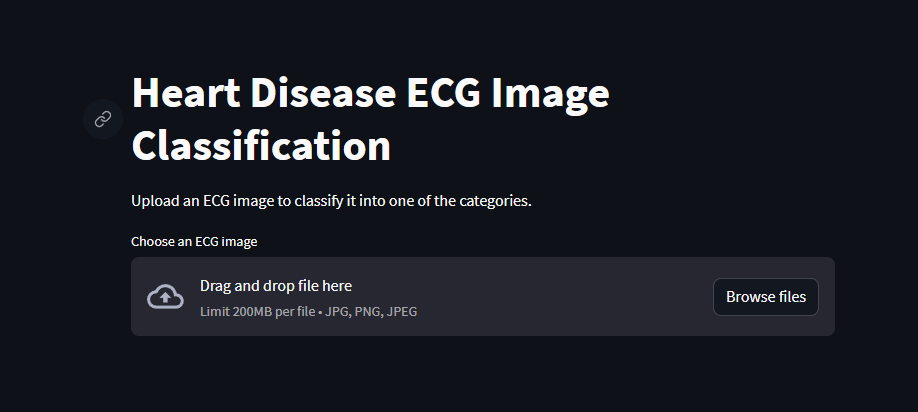 Heart Disease ECG Image
Classification
Upload an ECG image to classify it into one of the categories.
Choose an ECG image
Drag and drop file here
Limit 200MB per file • JPG, PNG, JPEG
Browse files